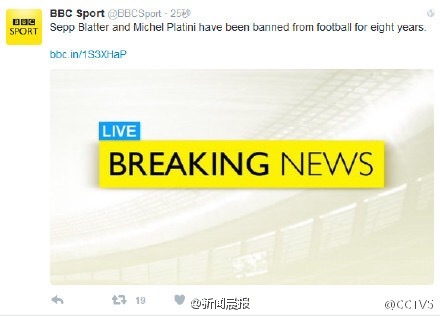 BBC
SPORT
BBC Sport @BBCSport · 25秒
Sepp Blatter and Michel Platini have been banned from football for eight years.
bbc.in/1S3XHaP
LIVE
BREAKING NEWS
19
@新闻晨报
@CCTV5